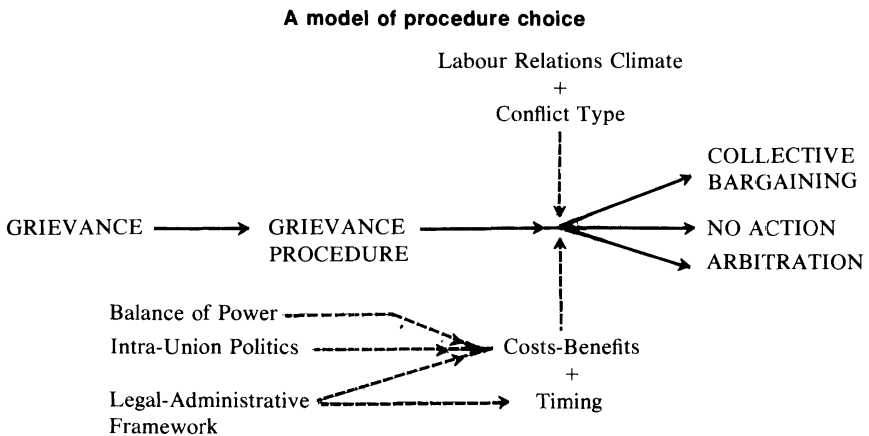 A model of procedure choice
Labour Relations Climate
+
Conflict Type
COLLECTIVE
BARGAINING
GRIEVANCE
GRIEVANCE
PROCEDURE
NO ACTION
ARBITRATION
Balance of Power
Intra-Union Politics
Costs-Benefits
+
Legal-Administrative
Framework
Timing